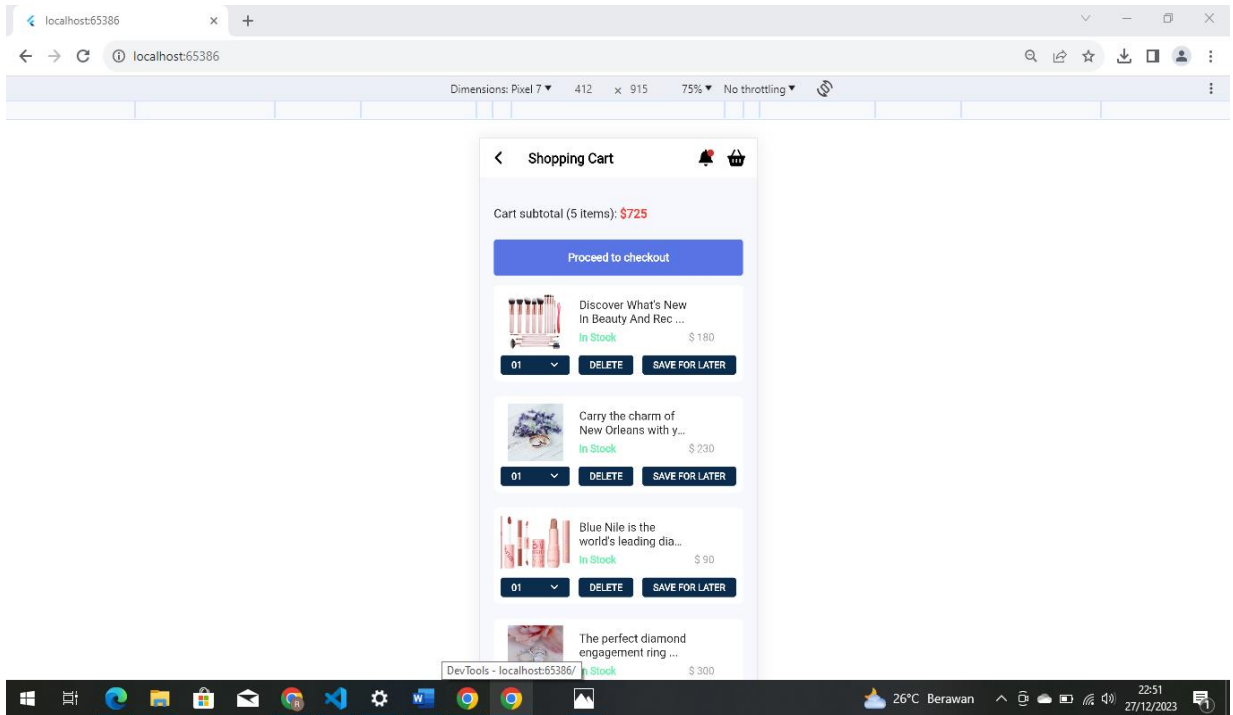 localhost:65386
localhost:65386
Dimensions: Pixel 7 412 x 915 75% No throttling
Shopping Cart
Cart subtotal (5 items): $725
Proceed to checkout
Discover What's New
In Beauty And Rec ...
In Stock $ 180
01 DELETE SAVE FOR LATER
Carry the charm of
New Orleans with y...
In Stock $ 230
01 DELETE SAVE FOR LATER
Blue Nile is the
world's leading dia...
In Stock $ 90
01 DELETE SAVE FOR LATER
The perfect diamond
engagement ring ...
DevTools - localhost:65386/
In Stock $ 300
26°C Berawan
22:51
27/12/2023